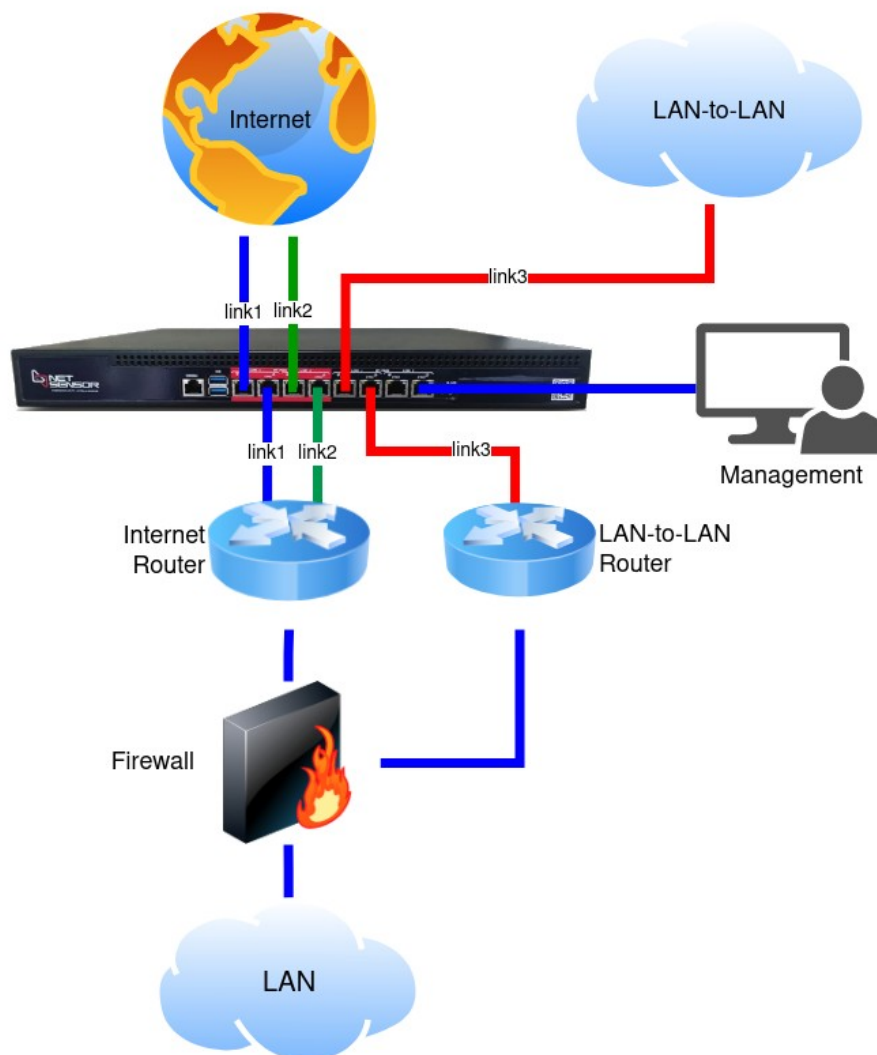 Internet
LAN-to-LAN
link3
link1
link2
NET
SENSOR
link1
link2
link3
Management
Internet
Router
LAN-to-LAN
Router
Firewall
LAN